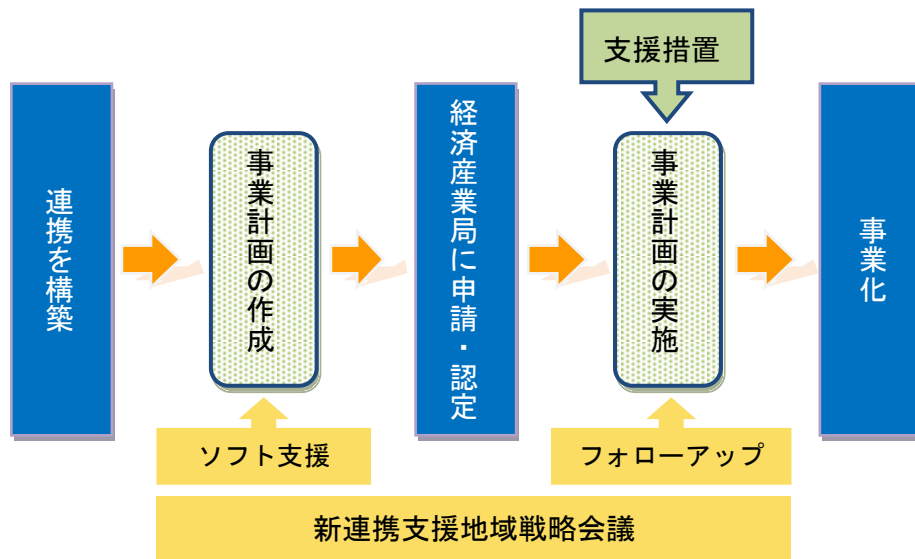 支援措置
連携を構築
事業計画の作成
経済産業局に申請・認定
事業計画の実施
事業化
ソフト支援
フォローアップ
新連携支援地域戦略会議